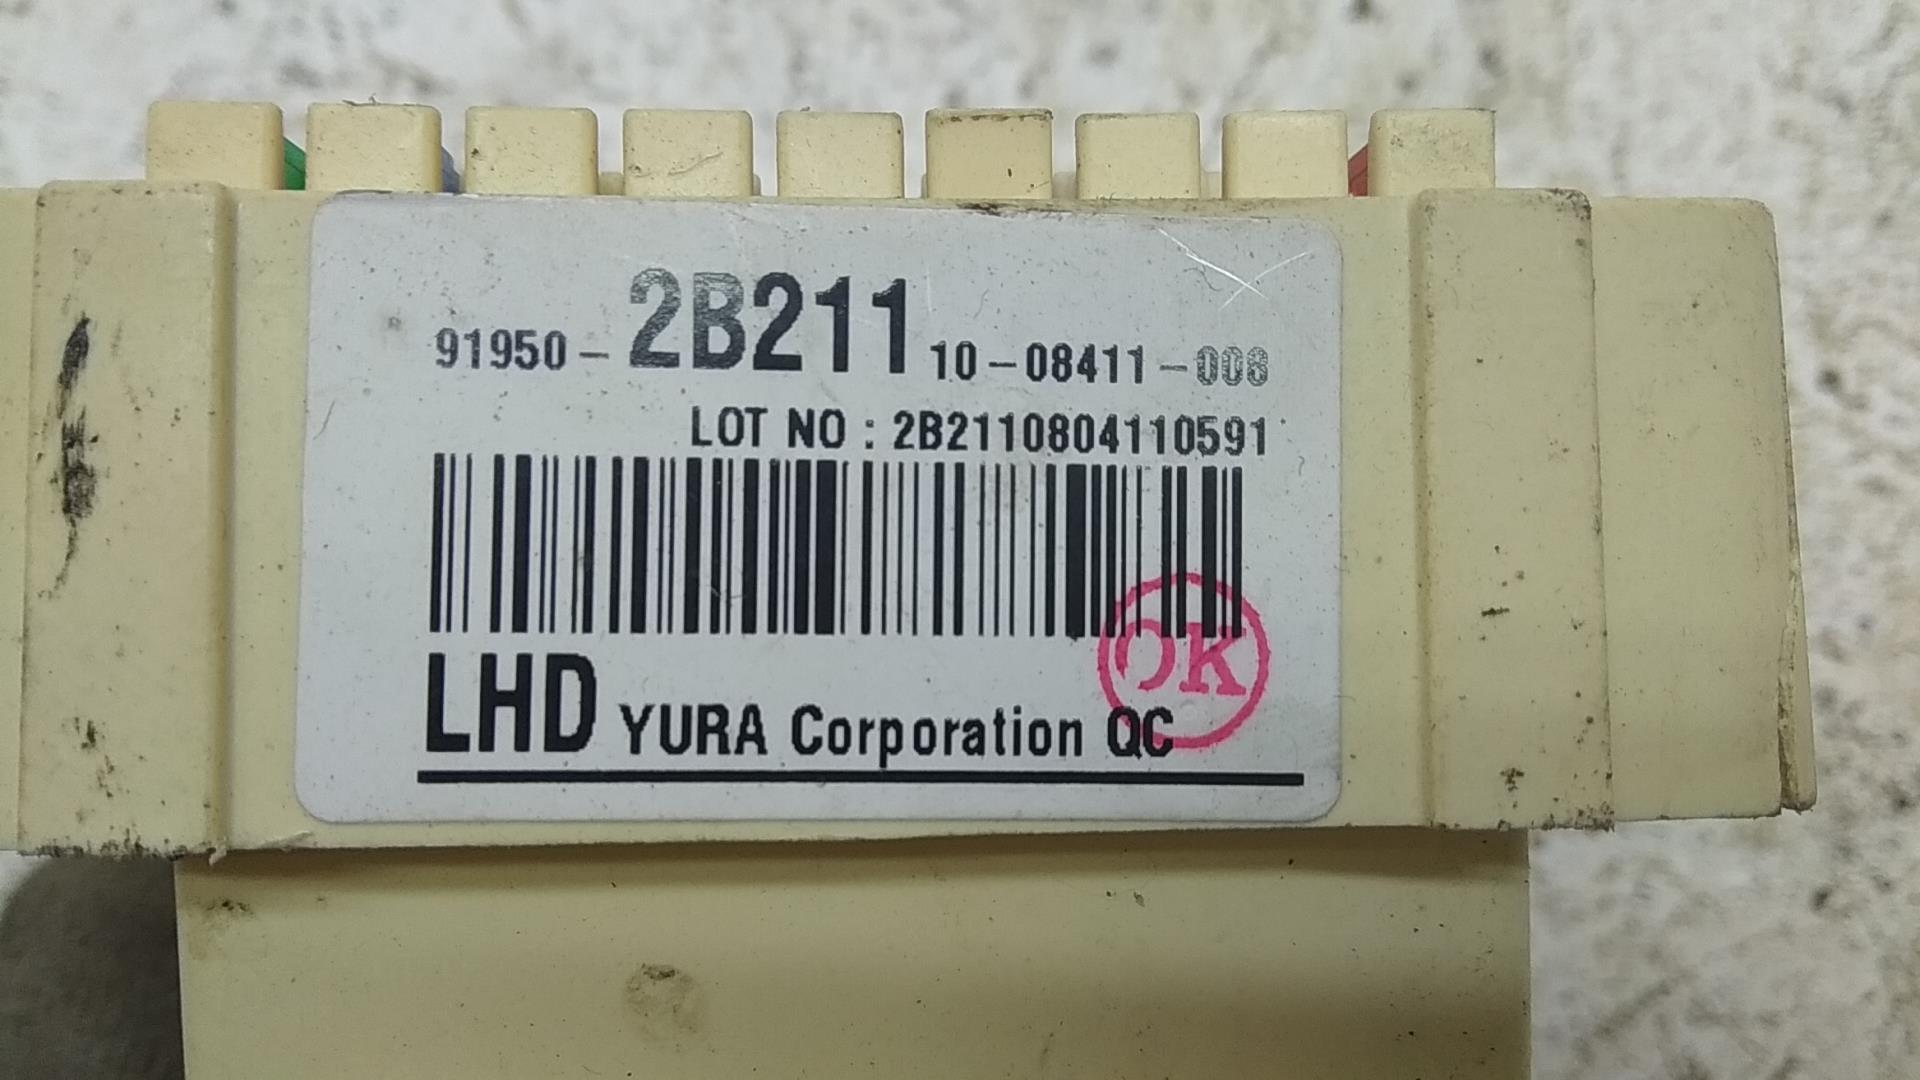 91950-2B211 10-08411-008
LOT NO : 2B2110804110591
LHD YURA Corporation QC
OK